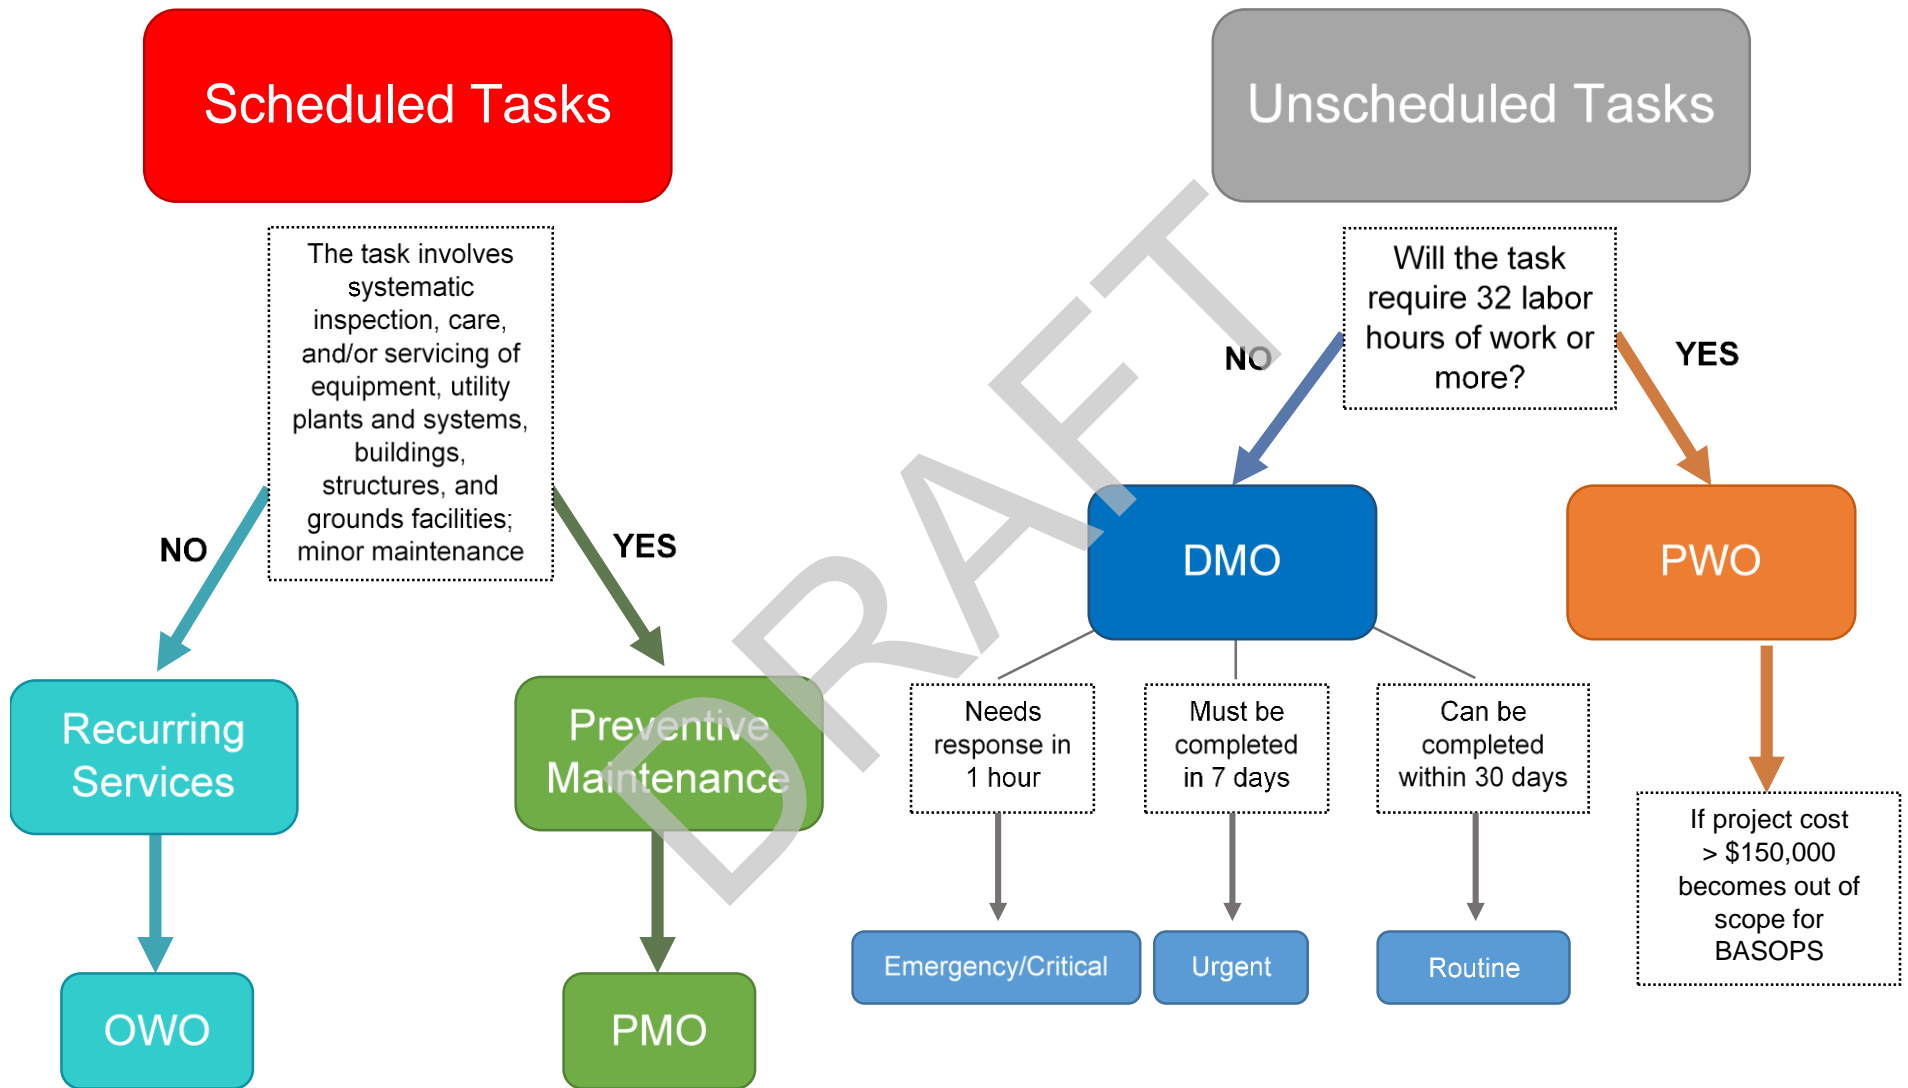 Scheduled Tasks
Unscheduled Tasks
The task involves
systematic
inspection, care,
and/or servicing of
equipment, utility
plants and systems,
buildings,
structures, and
grounds facilities;
minor maintenance
NO
YES
Will the task
require 32 labor
hours of work or
more?
NO
YES
Recurring
Services
Preventive
Maintenance
OWO
PMO
DMO
PWO
Needs
response in
1 hour
Must be
completed
in 7 days
Can be
completed
within 30 days
Emergency/Critical
Urgent
Routine
If project cost
> $150,000
becomes out of
scope for
BASOPS
DRAFT